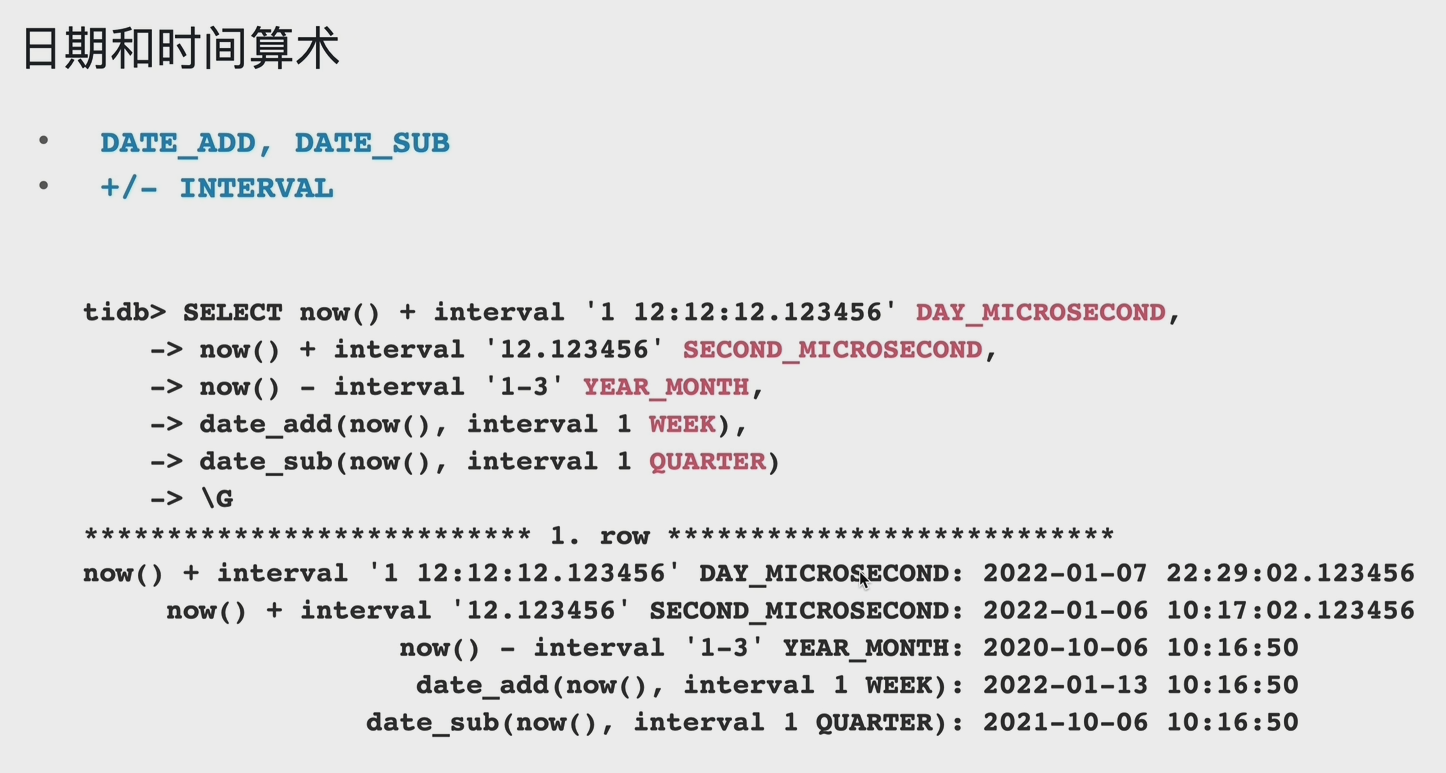 日期和时间算术
• DATE_ADD, DATE_SUB
• +/- INTERVAL
tidb> SELECT now() + interval '1 12:12:12.123456' DAY_MICROSECOND,
    -> now() + interval '12.123456' SECOND_MICROSECOND,
    -> now() - interval '1-3' YEAR_MONTH,
    -> date_add(now(), interval 1 WEEK),
    -> date_sub(now(), interval 1 QUARTER)
    -> \G
*************************** 1. row ***************************
now() + interval '1 12:12:12.123456' DAY_MICROSECOND: 2022-01-07 22:29:02.123456
     now() + interval '12.123456' SECOND_MICROSECOND: 2022-01-06 10:17:02.123456
                   now() - interval '1-3' YEAR_MONTH: 2020-10-06 10:16:50
                    date_add(now(), interval 1 WEEK): 2022-01-13 10:16:50
                 date_sub(now(), interval 1 QUARTER): 2021-10-06 10:16:50